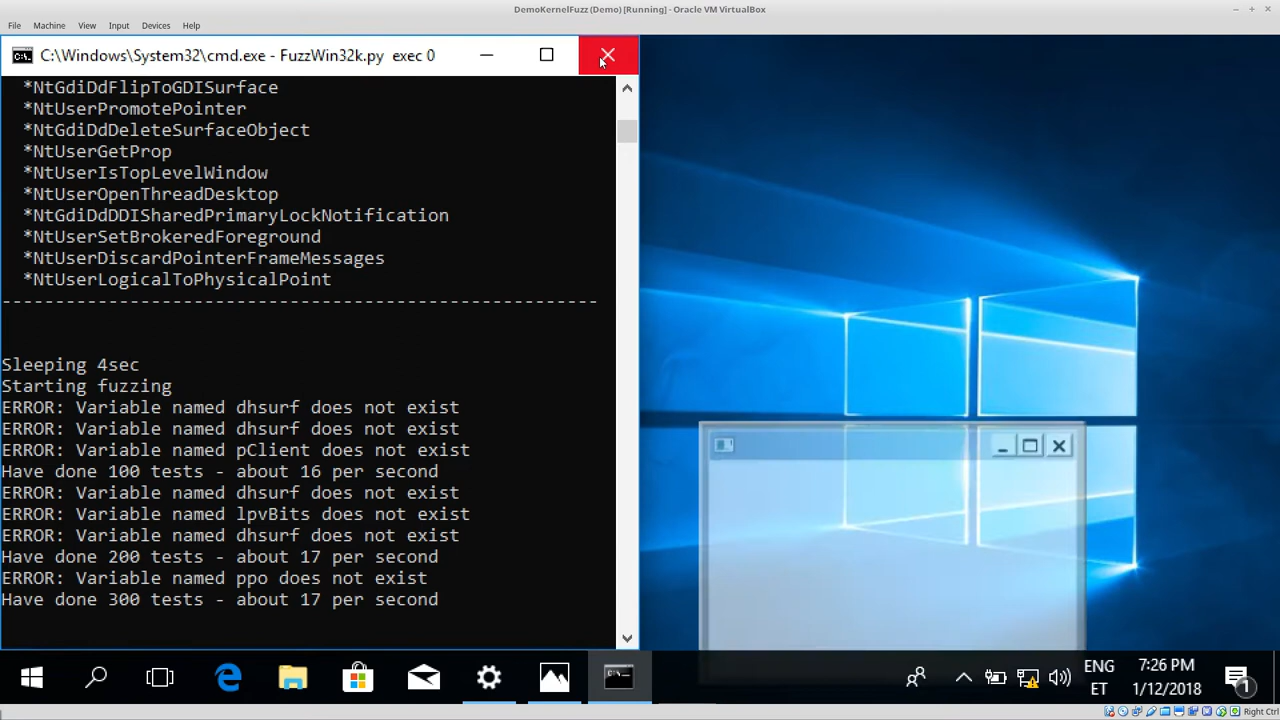 DemoKernelFuzz (Demo) [Running] - Oracle VM VirtualBox
File Machine View Input Devices Help
C:\Windows\System32\cmd.exe - FuzzWin32k.py exec 0
*NtGdiDdFlipToGDISurface
*NtUserPromotePointer
*NtGdiDdDeleteSurfaceObject
*NtUserGetProp
*NtUserIsTopLevelWindow
*NtUserOpenThreadDesktop
*NtGdiDdDDISharedPrimaryLockNotification
*NtUserSetBrokeredForeground
*NtUserDiscardPointerFrameMessages
*NtUserLogicalToPhysicalPoint
--------------------------------------------------------
Sleeping 4sec
Starting fuzzing
ERROR: Variable named dhsurf does not exist
ERROR: Variable named dhsurf does not exist
ERROR: Variable named pClient does not exist
Have done 100 tests - about 16 per second
ERROR: Variable named dhsurf does not exist
ERROR: Variable named lpvBits does not exist
ERROR: Variable named dhsurf does not exist
Have done 200 tests - about 17 per second
ERROR: Variable named ppo does not exist
Have done 300 tests - about 17 per second
ENG
ET
7:26 PM
1/12/2018
1
Right Ctrl